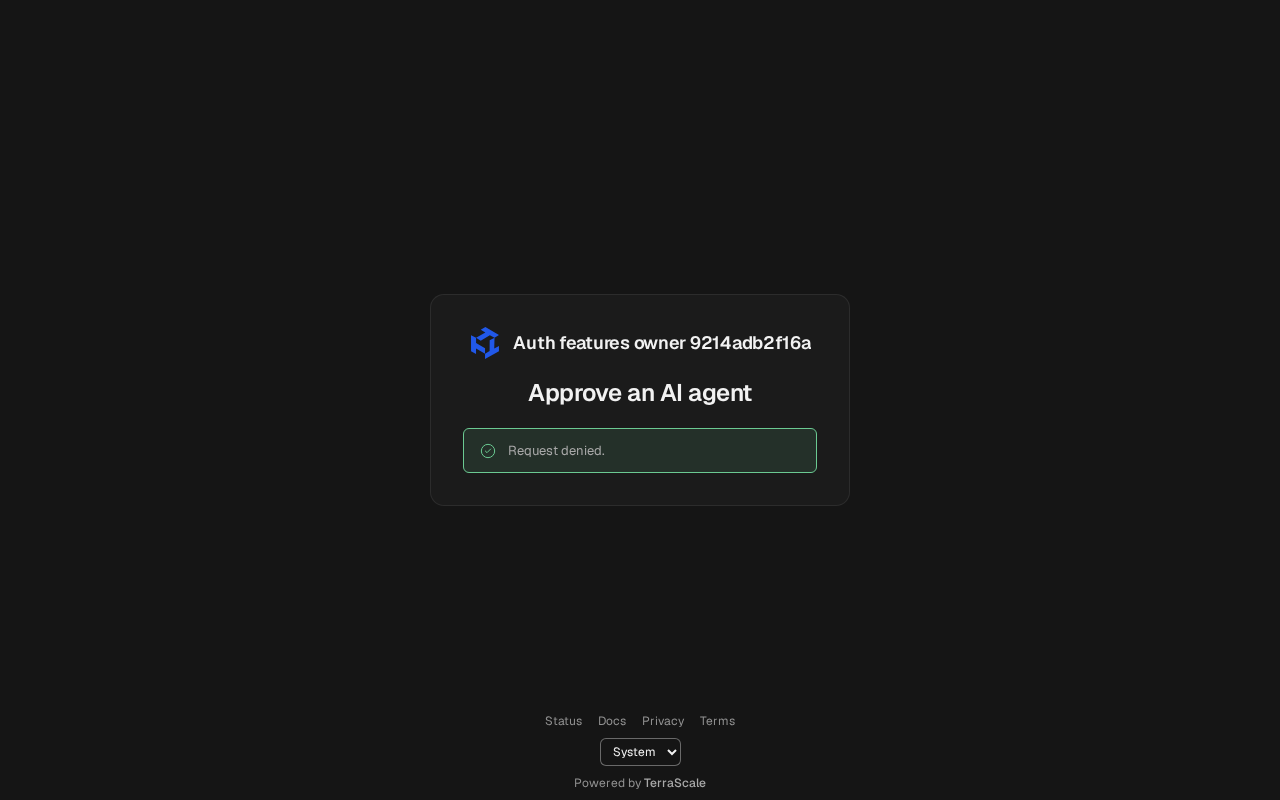 Auth features owner 9214adb2f16a
Approve an AI agent
Request denied.
Status Docs Privacy Terms
System
Powered by TerraScale